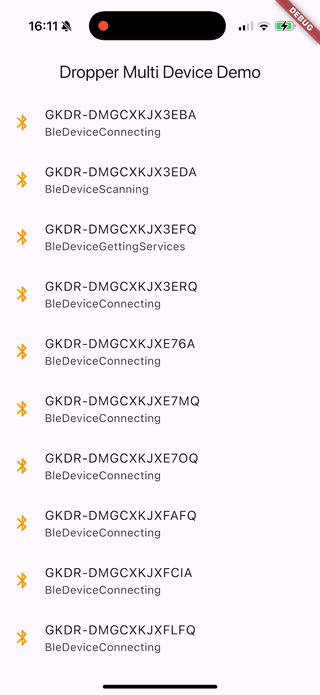 16:11
DEBUG
Dropper Multi Device Demo
GKDR-DMGCXKJX3EBA
BleDeviceConnecting
GKDR-DMGCXKJX3EDA
BleDeviceScanning
GKDR-DMGCXKJX3EFQ
BleDeviceGettingServices
GKDR-DMGCXKJX3ERQ
BleDeviceConnecting
GKDR-DMGCXKJXE76A
BleDeviceConnecting
GKDR-DMGCXKJXE7MQ
BleDeviceConnecting
GKDR-DMGCXKJXE7OQ
BleDeviceConnecting
GKDR-DMGCXKJXFAFQ
BleDeviceConnecting
GKDR-DMGCXKJXFCIA
BleDeviceConnecting
GKDR-DMGCXKJXFLFQ
BleDeviceConnecting